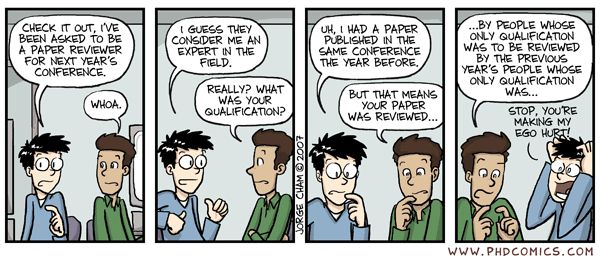 CHECK IT OUT, I'VE
BEEN ASKED TO BE
A PAPER REVIEWER
FOR NEXT YEAR'S
CONFERENCE.
WHOA.
I GUESS THEY
CONSIDER ME AN
EXPERT IN THE
FIELD.
REALLY? WHAT
WAS YOUR
QUALIFICATION?
JORGE CHAM © 2007
UH, I HAD A PAPER
PUBLISHED IN THE
SAME CONFERENCE
THE YEAR BEFORE.
BUT THAT MEANS
YOUR PAPER
WAS REVIEWED...
...BY PEOPLE WHOSE
ONLY QUALIFICATION
WAS TO BE REVIEWED
BY THE PREVIOUS
YEAR'S PEOPLE WHOSE
ONLY QUALIFICATION
WAS...
STOP, YOU'RE
MAKING MY
EGO HURT!
WWW.PHDCOMICS.COM